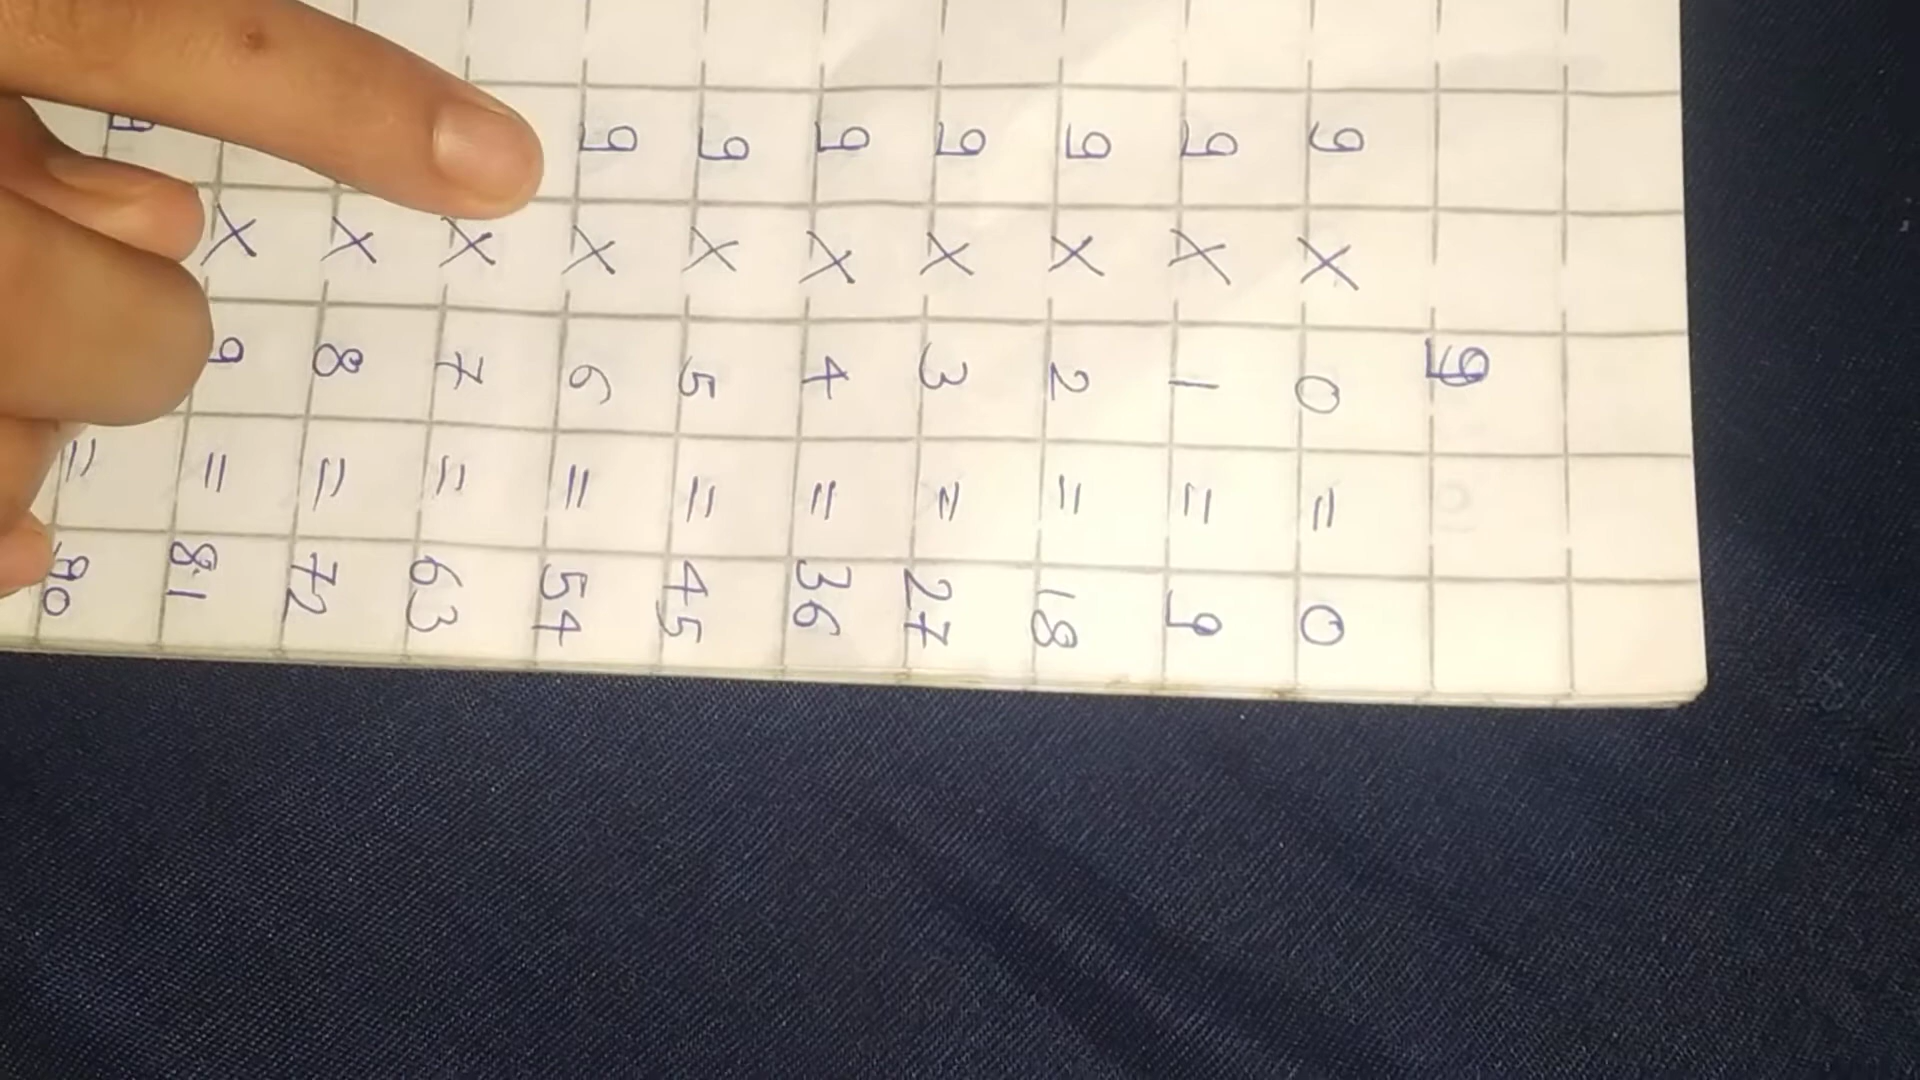 9
9 x 0 = 0
9 x 1 = 9
9 x 2 = 18
9 x 3 = 27
9 x 4 = 36
9 x 5 = 45
9 x 6 = 54
x 7 = 63
x 8 = 72
x 9 = 81
= 90